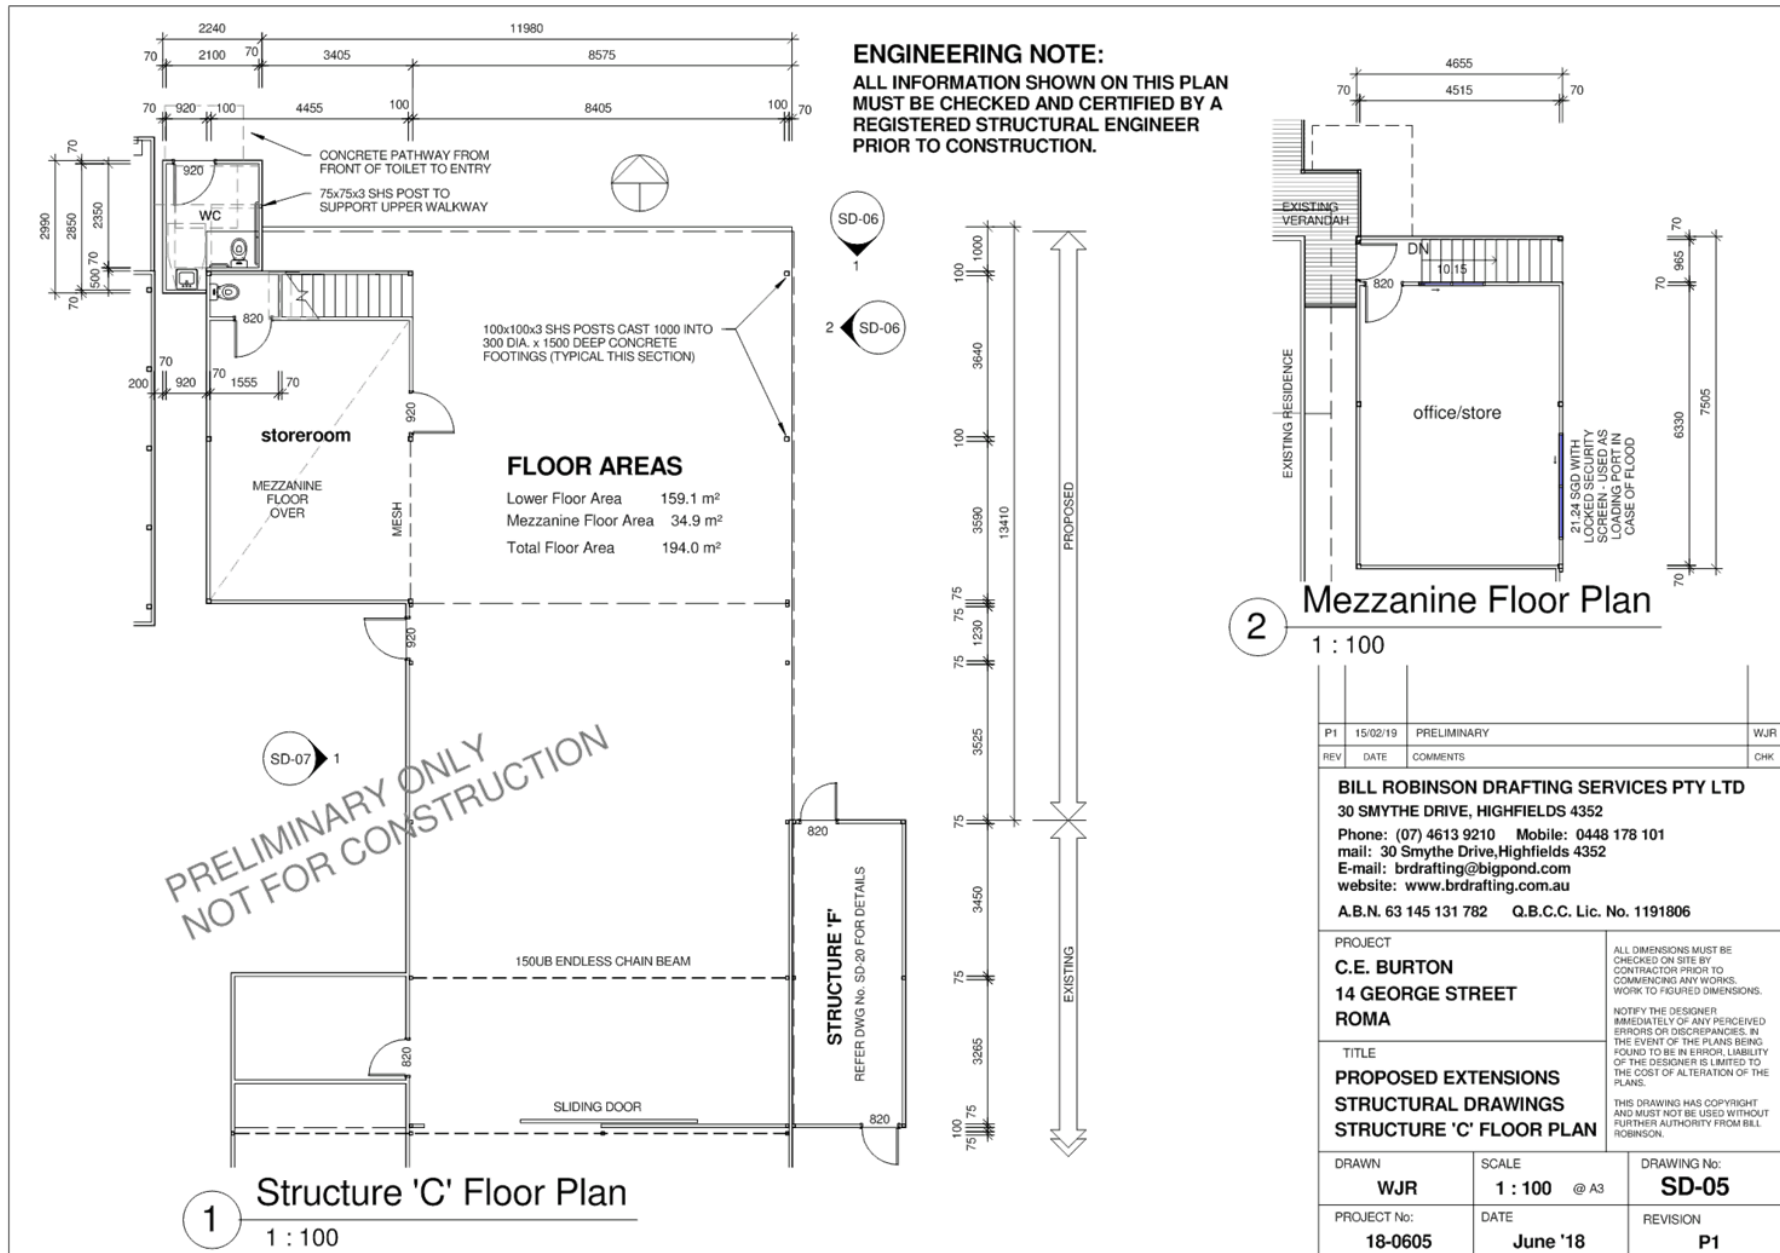 2240
11980
70
2100
70
3405
8575
70
920
100
4455
100
8405
100
70
ENGINEERING NOTE:
ALL INFORMATION SHOWN ON THIS PLAN
MUST BE CHECKED AND CERTIFIED BY A
REGISTERED STRUCTURAL ENGINEER
PRIOR TO CONSTRUCTION.
CONCRETE PATHWAY FROM
FRONT OF TOILET TO ENTRY
75x75x3 SHS POST TO
SUPPORT UPPER WALKWAY
920
WC
70
2990
2850
2350
70
500
70
820
70
200
920
70
1555
70
920
storeroom
MEZZANINE
FLOOR
OVER
MESH
100x100x3 SHS POSTS CAST 1000 INTO
300 DIA. x 1500 DEEP CONCRETE
FOOTINGS (TYPICAL THIS SECTION)
SD-06
1
2
SD-06
FLOOR AREAS
Lower Floor Area 159.1 m²
Mezzanine Floor Area 34.9 m²
Total Floor Area 194.0 m²
920
SD-07
1
PRELIMINARY ONLY
NOT FOR CONSTRUCTION
150UB ENDLESS CHAIN BEAM
820
SLIDING DOOR
820
STRUCTURE 'F'
REFER DWG No. SD-20 FOR DETAILS
820
1000
100
3640
100
3590
13410
75
75
1230
75
3525
75
3450
75
3265
75
100
75
PROPOSED
EXISTING
1
Structure 'C' Floor Plan
1 : 100
4655
70
4515
70
EXISTING
VERANDAH
DN
10.15
820
EXISTING RESIDENCE
office/store
21.24 SGD WITH
LOCKED SECURITY
SCREEN - USED AS
LOADING PORT IN
CASE OF FLOOD
70
965
70
6330
7505
70
2
Mezzanine Floor Plan
1 : 100
P1 15/02/19 PRELIMINARY WJR
REV DATE COMMENTS CHK
BILL ROBINSON DRAFTING SERVICES PTY LTD
30 SMYTHE DRIVE, HIGHFIELDS 4352
Phone: (07) 4613 9210 Mobile: 0448 178 101
mail: 30 Smythe Drive,Highfields 4352
E-mail: brdrafting@bigpond.com
website: www.brdrafting.com.au
A.B.N. 63 145 131 782 Q.B.C.C. Lic. No. 1191806
PROJECT
C.E. BURTON
14 GEORGE STREET
ROMA
TITLE
PROPOSED EXTENSIONS
STRUCTURAL DRAWINGS
STRUCTURE 'C' FLOOR PLAN
ALL DIMENSIONS MUST BE
CHECKED ON SITE BY
CONTRACTOR PRIOR TO
COMMENCING ANY WORKS.
WORK TO FIGURED DIMENSIONS.
NOTIFY THE DESIGNER
IMMEDIATELY OF ANY PERCEIVED
ERRORS OR DISCREPANCIES. IN
THE EVENT OF THE PLANS BEING
FOUND TO BE IN ERROR, LIABILITY
OF THE DESIGNER IS LIMITED TO
THE COST OF ALTERATION OF THE
PLANS.
THIS DRAWING HAS COPYRIGHT
AND MUST NOT BE USED WITHOUT
FURTHER AUTHORITY FROM BILL
ROBINSON.
DRAWN
WJR
SCALE
1 : 100 @ A3
DRAWING No:
SD-05
PROJECT No:
18-0605
DATE
June '18
REVISION
P1